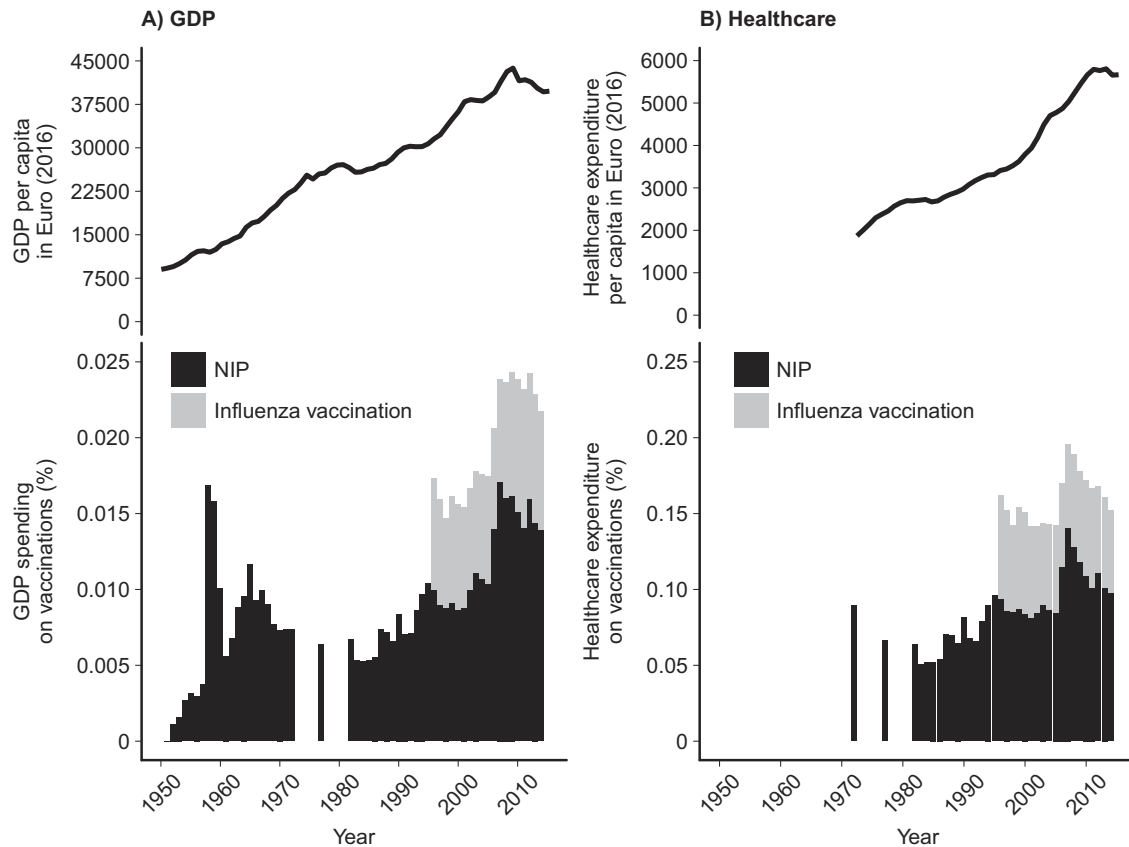 A) GDP
GDP per capita
in Euro (2016)
45000
37500
30000
22500
15000
7500
0
B) Healthcare
Healthcare expenditure
per capita in Euro (2016)
6000
5000
4000
3000
2000
1000
0
GDP spending
on vaccinations (%)
0.025
0.020
0.015
0.010
0.005
0
NIP
Influenza vaccination
1950
1960
1970
1980
1990
2000
2010
Year
Healthcare expenditure
on vaccinations (%)
0.25
0.20
0.15
0.10
0.05
0
NIP
Influenza vaccination
1950
1960
1970
1980
1990
2000
2010
Year